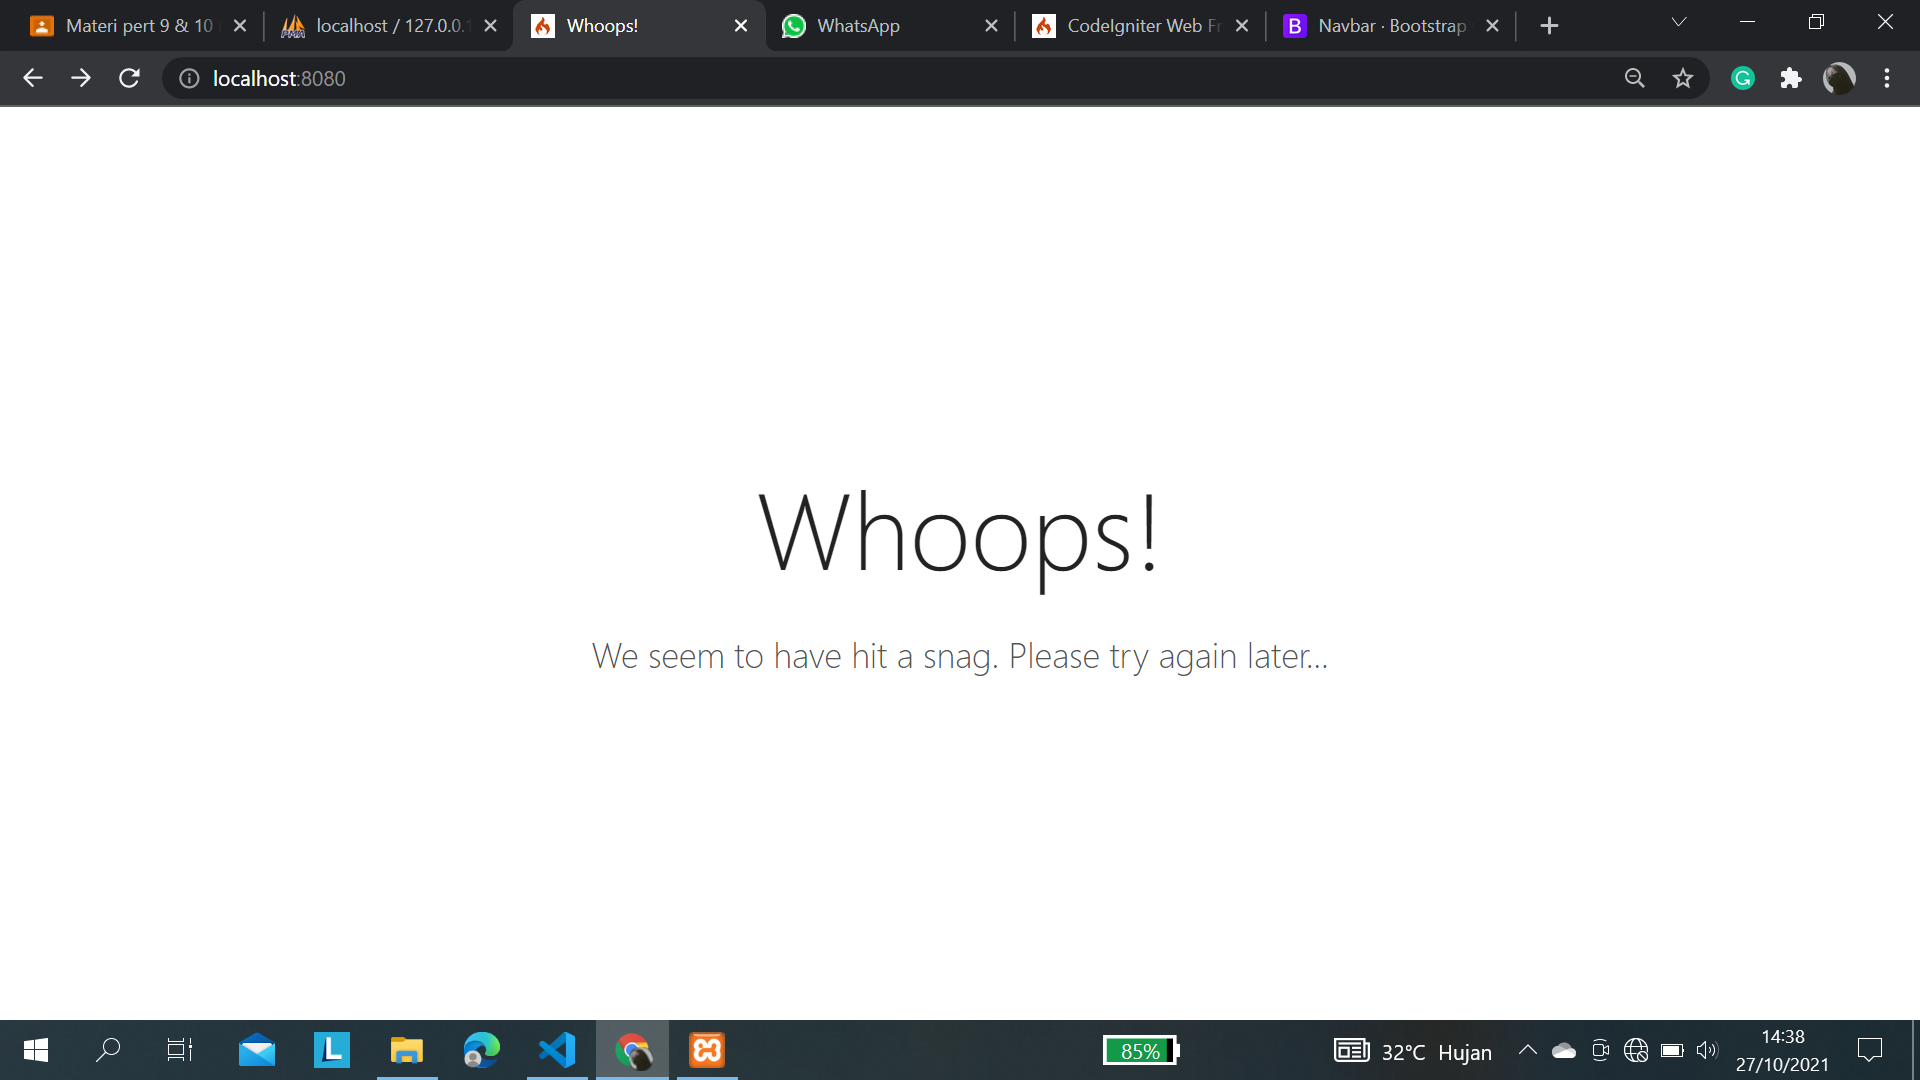 Materi pert 9 & 10
localhost / 127.0.0.1
Whoops!
WhatsApp
CodeIgniter Web Fr
Navbar · Bootstrap
localhost:8080
Whoops!
We seem to have hit a snag. Please try again later...
85%
32°C Hujan
14:38
27/10/2021